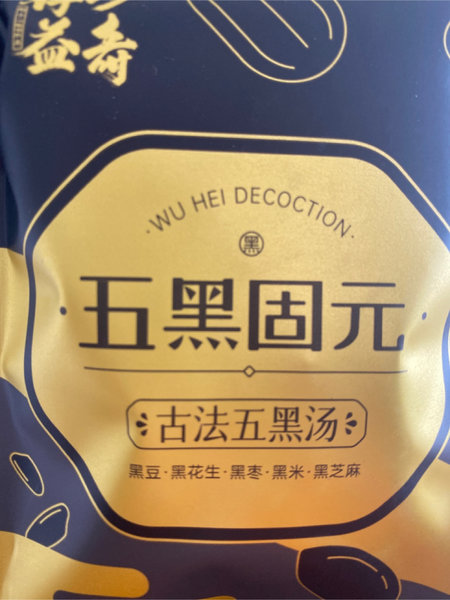 益奇
·WU HEI DECOCTION·
黑
·五黑固元·
古法五黑汤
黑豆·黑花生·黑枣·黑米·黑芝麻